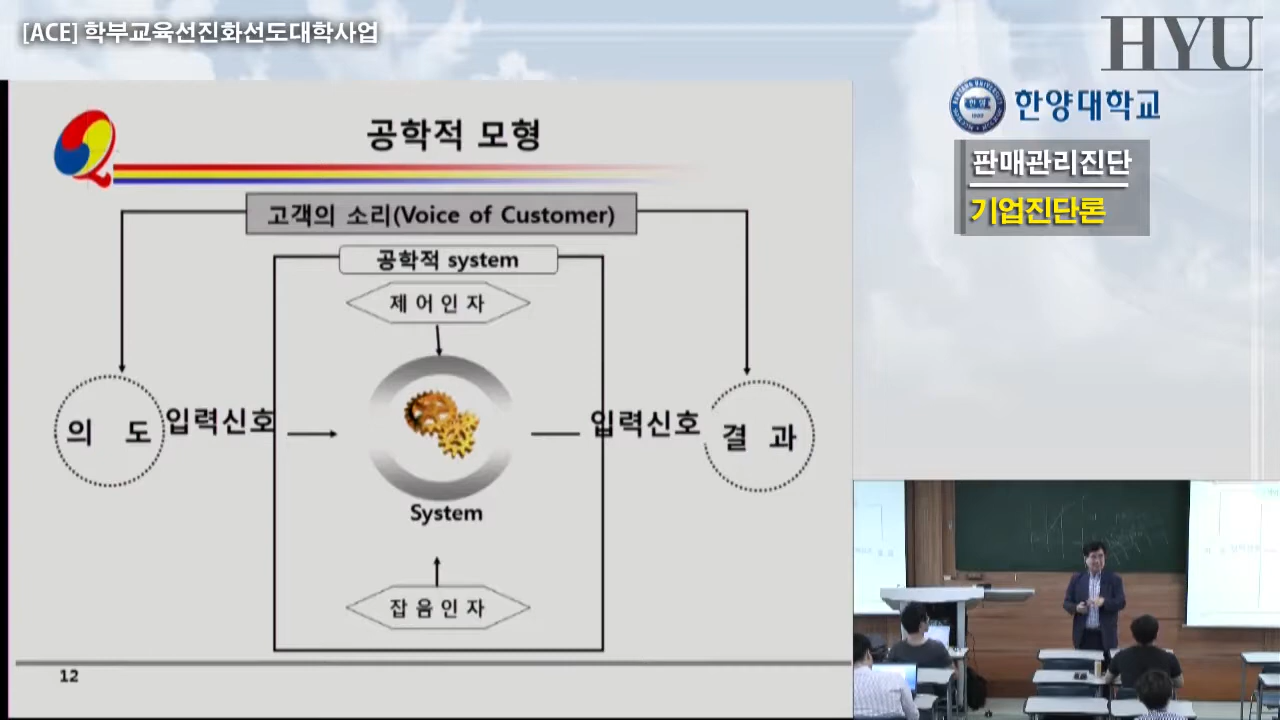 [ACE] 학부교육선진화선도대학사업
HYU
한양대학교
판매관리진단
기업진단론
공학적 모형
고객의 소리(Voice of Customer)
공학적 system
제 어 인 자
의 도
입력신호
입력신호
결 과
System
잡 음 인 자
12